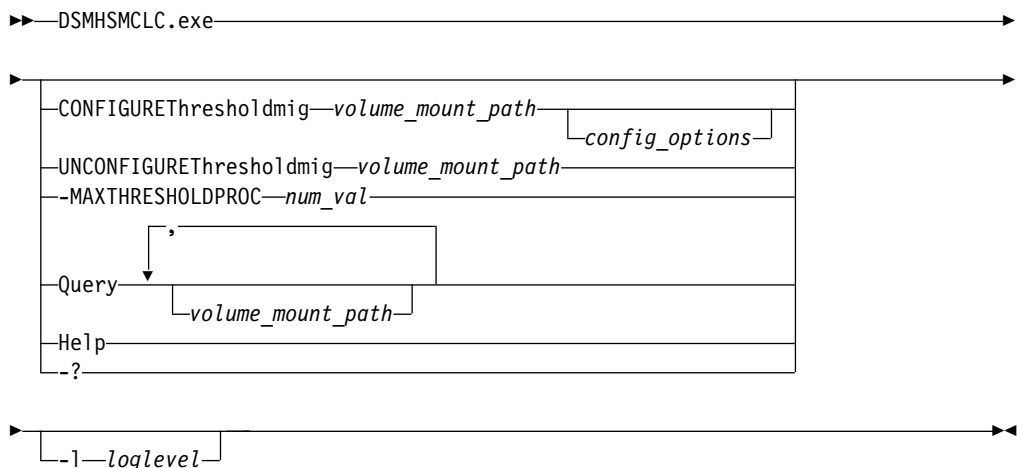 DSMHSMCLC.exe
CONFIGUREThresholdmig volume_mount_path
config_options
UNCONFIGUREThresholdmig volume_mount_path
-MAXTHRESHOLDPROC num_val
,
Query
volume_mount_path
Help
-?
-l loglevel